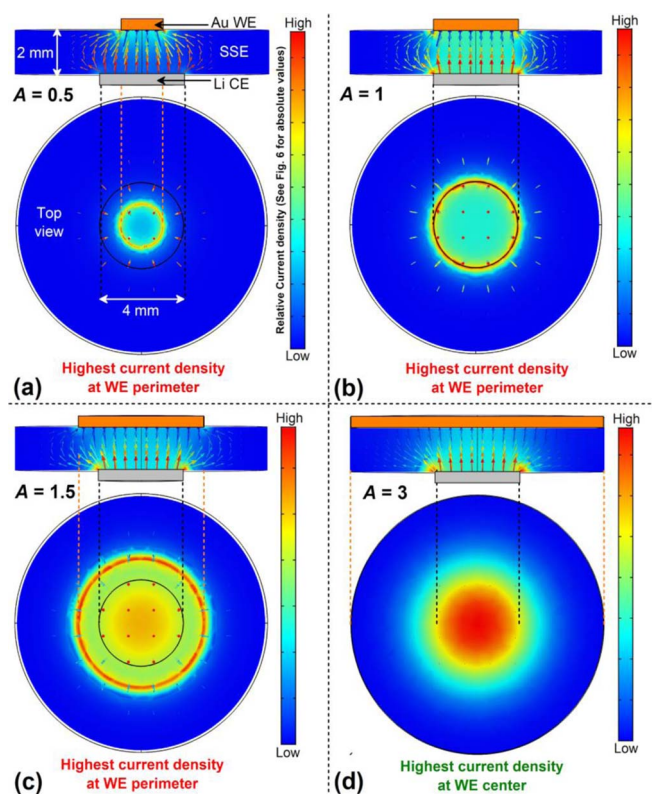 Au WE
2 mm
SSE
Li CE
A = 0.5
High
Relative Current density (See Fig. 6 for absolute values)
Top
view
4 mm
Low
(a)
Highest current density
at WE perimeter
High
A = 1
Low
(b)
Highest current density
at WE perimeter
High
A = 1.5
Low
(c)
Highest current density
at WE perimeter
High
A = 3
Low
(d)
Highest current density
at WE center